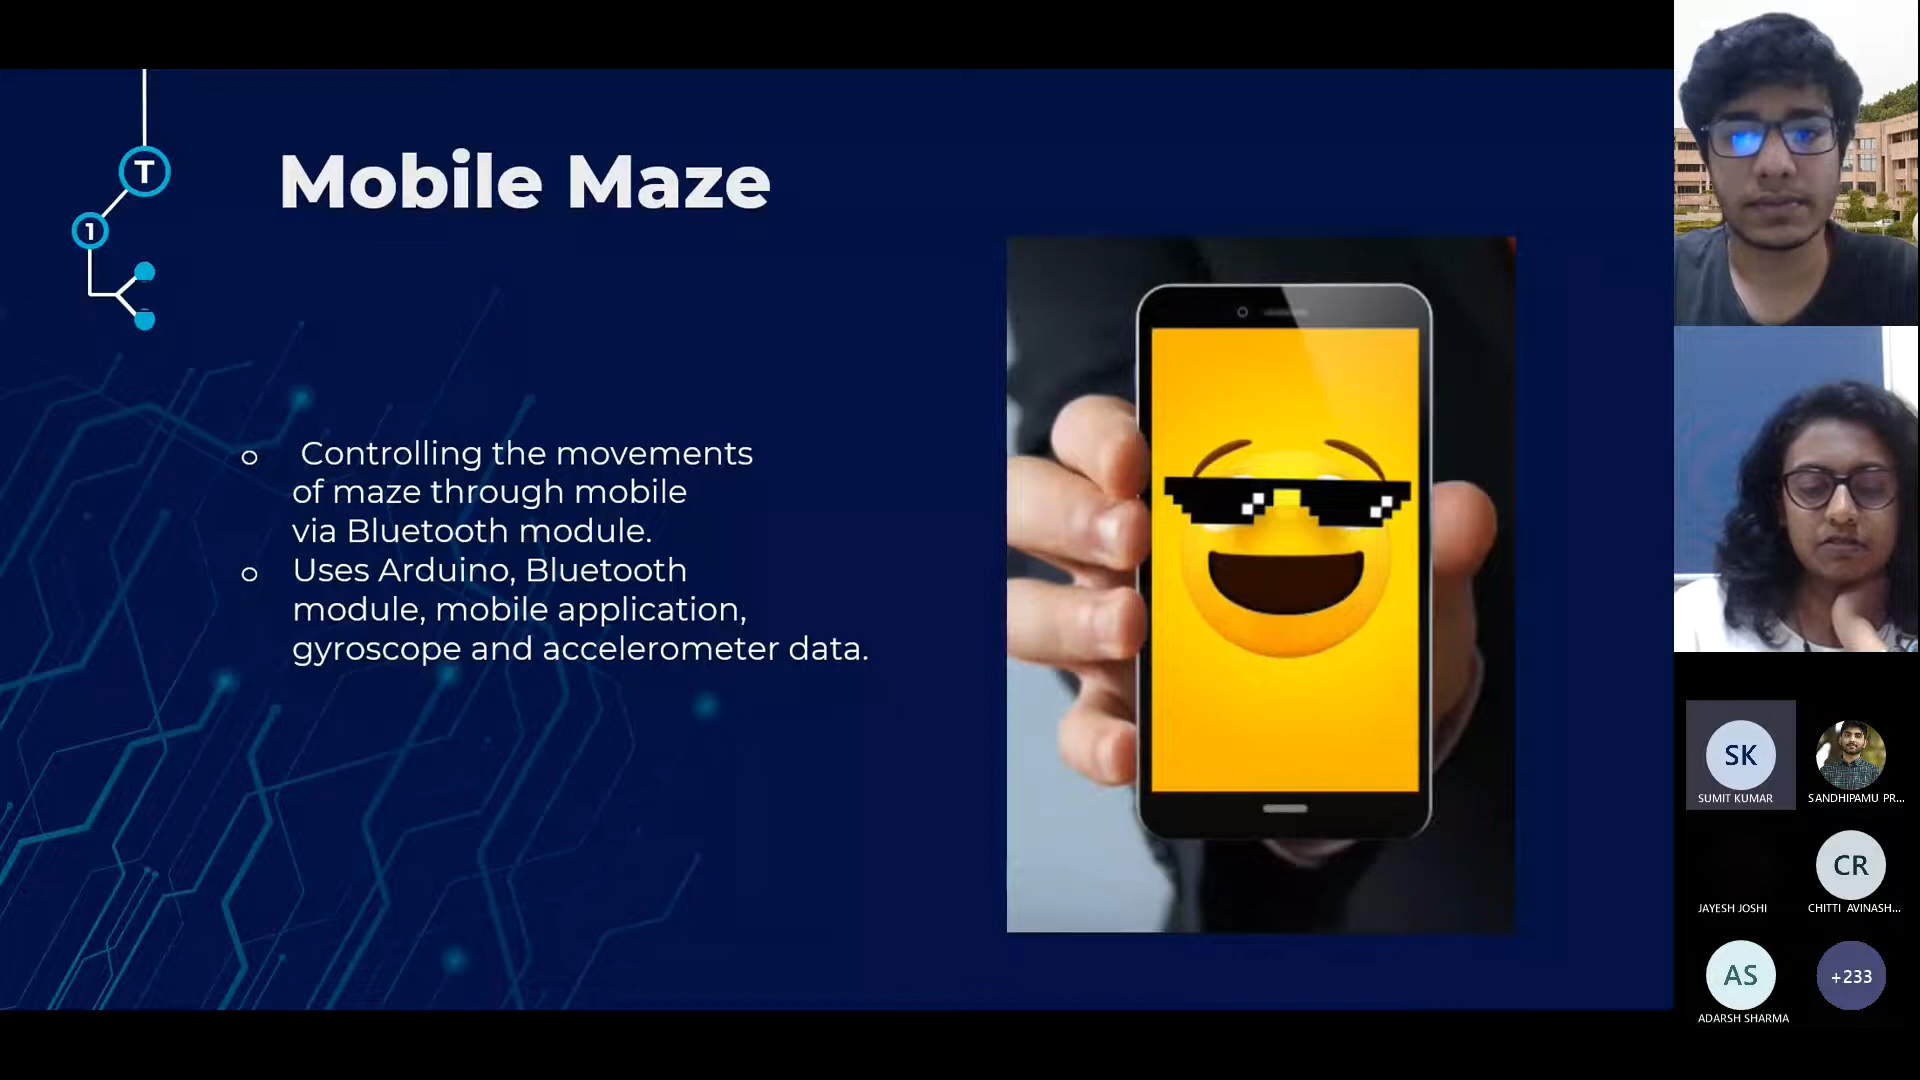 T
1
Mobile Maze
o Controlling the movements
of maze through mobile
via Bluetooth module.
o Uses Arduino, Bluetooth
module, mobile application,
gyroscope and accelerometer data.
SK
SUMIT KUMAR
SANDHIPAMU PR...
JAYESH JOSHI
CR
CHITTI AVINASH...
AS
ADARSH SHARMA
+233